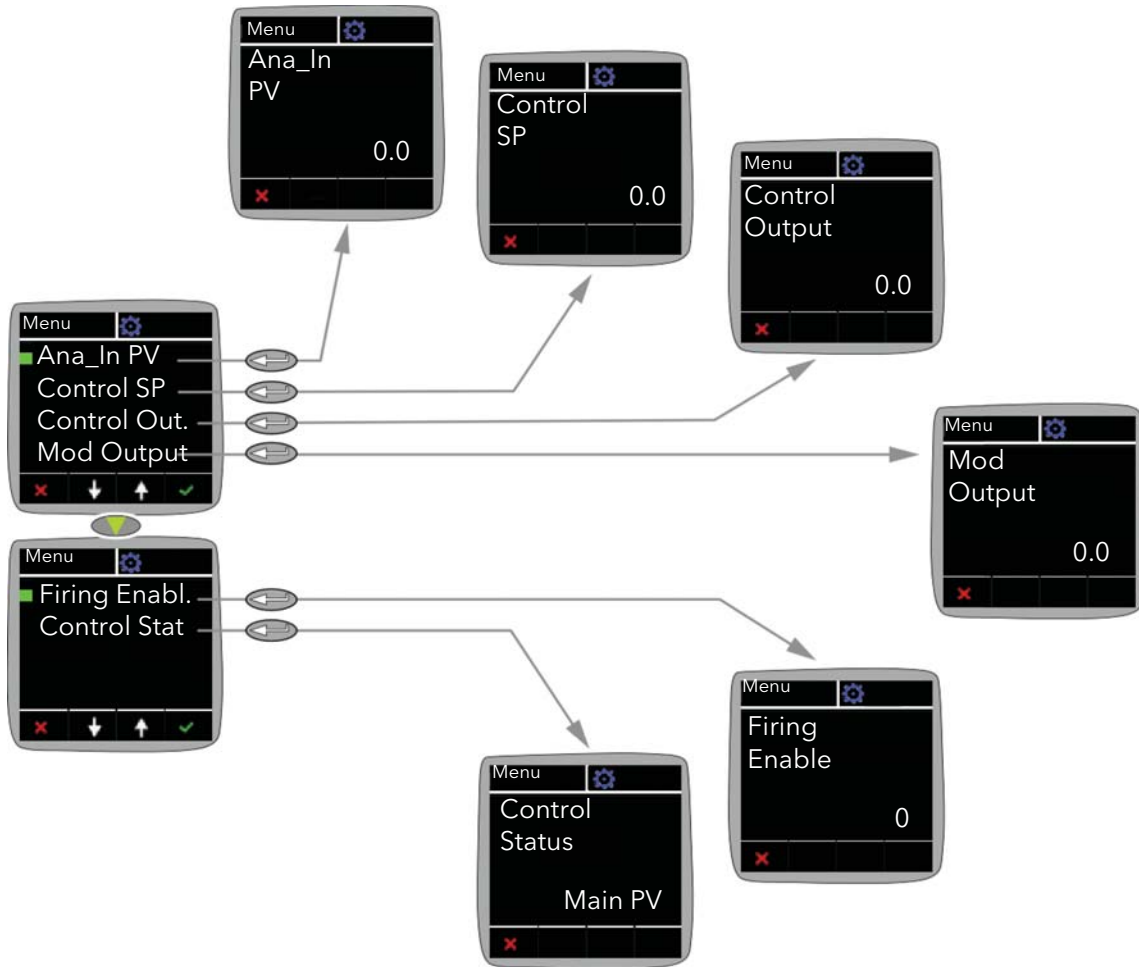 Menu
Ana_In
PV
0.0
Menu
Control
SP
0.0
Menu
Control
Output
0.0
Menu
Ana_In PV
Control SP
Control Out.
Mod Output
Menu
Mod
Output
0.0
Menu
Firing Enabl.
Control Stat
Menu
Firing
Enable
0
Menu
Control
Status
Main PV